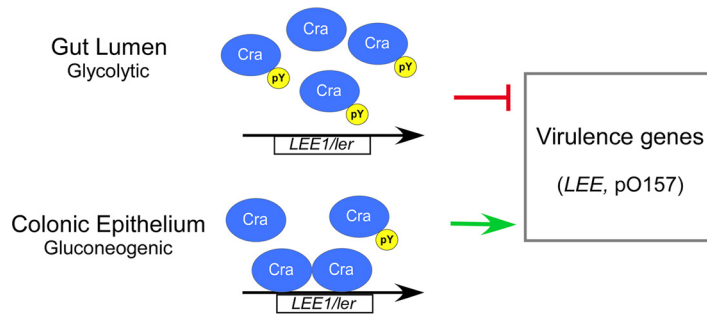 Gut Lumen
Glycolytic
Cra
Cra
Cra
pY
pY
Cra
pY
LEE1/ler
Virulence genes
(LEE, pO157)
Colonic Epithelium
Gluconeogenic
Cra
Cra
pY
Cra
Cra
LEE1/ler